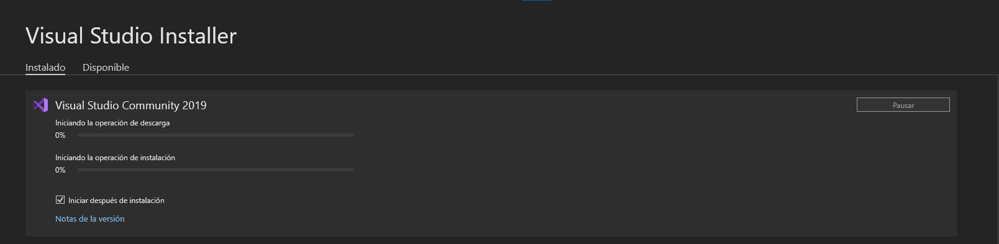 Visual Studio Installer
Instalado Disponible
Visual Studio Community 2019
Pausar
Iniciando la operación de descarga
0%
Iniciando la operación de instalación
0%
Iniciar después de instalación
Notas de la versión